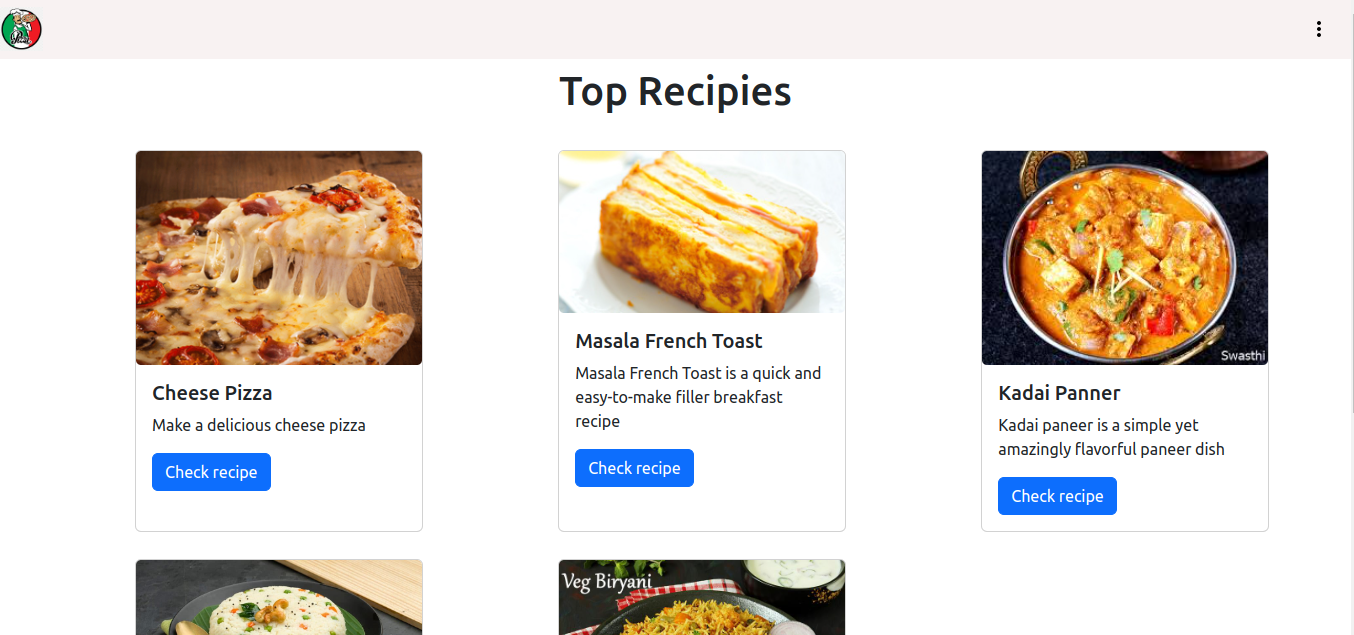 Top Recipies
Cheese Pizza
Make a delicious cheese pizza
Check recipe
Masala French Toast
Masala French Toast is a quick and
easy-to-make filler breakfast
recipe
Check recipe
Swasthi
Kadai Panner
Kadai paneer is a simple yet
amazingly flavorful paneer dish
Check recipe
Veg Biryani